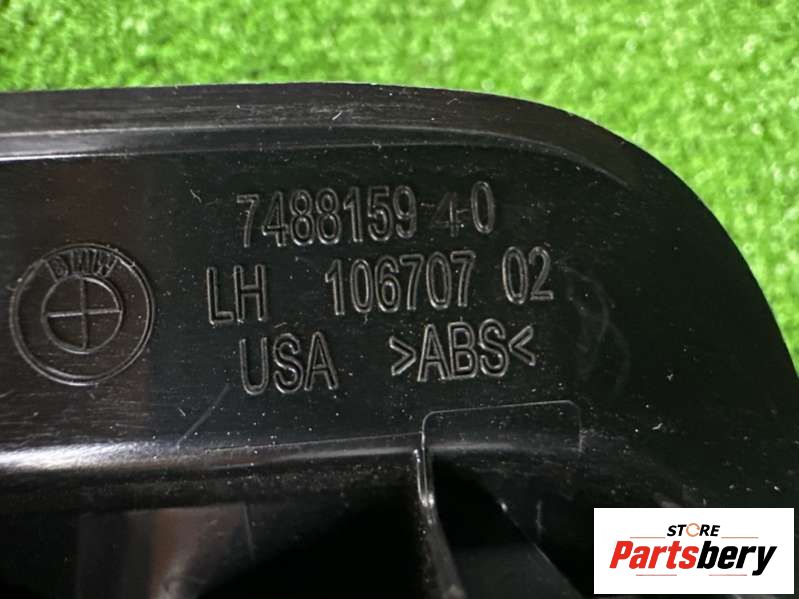 7488159 40
BMW
LH 106707 02
USA >ABS<
STORE
Partsbery